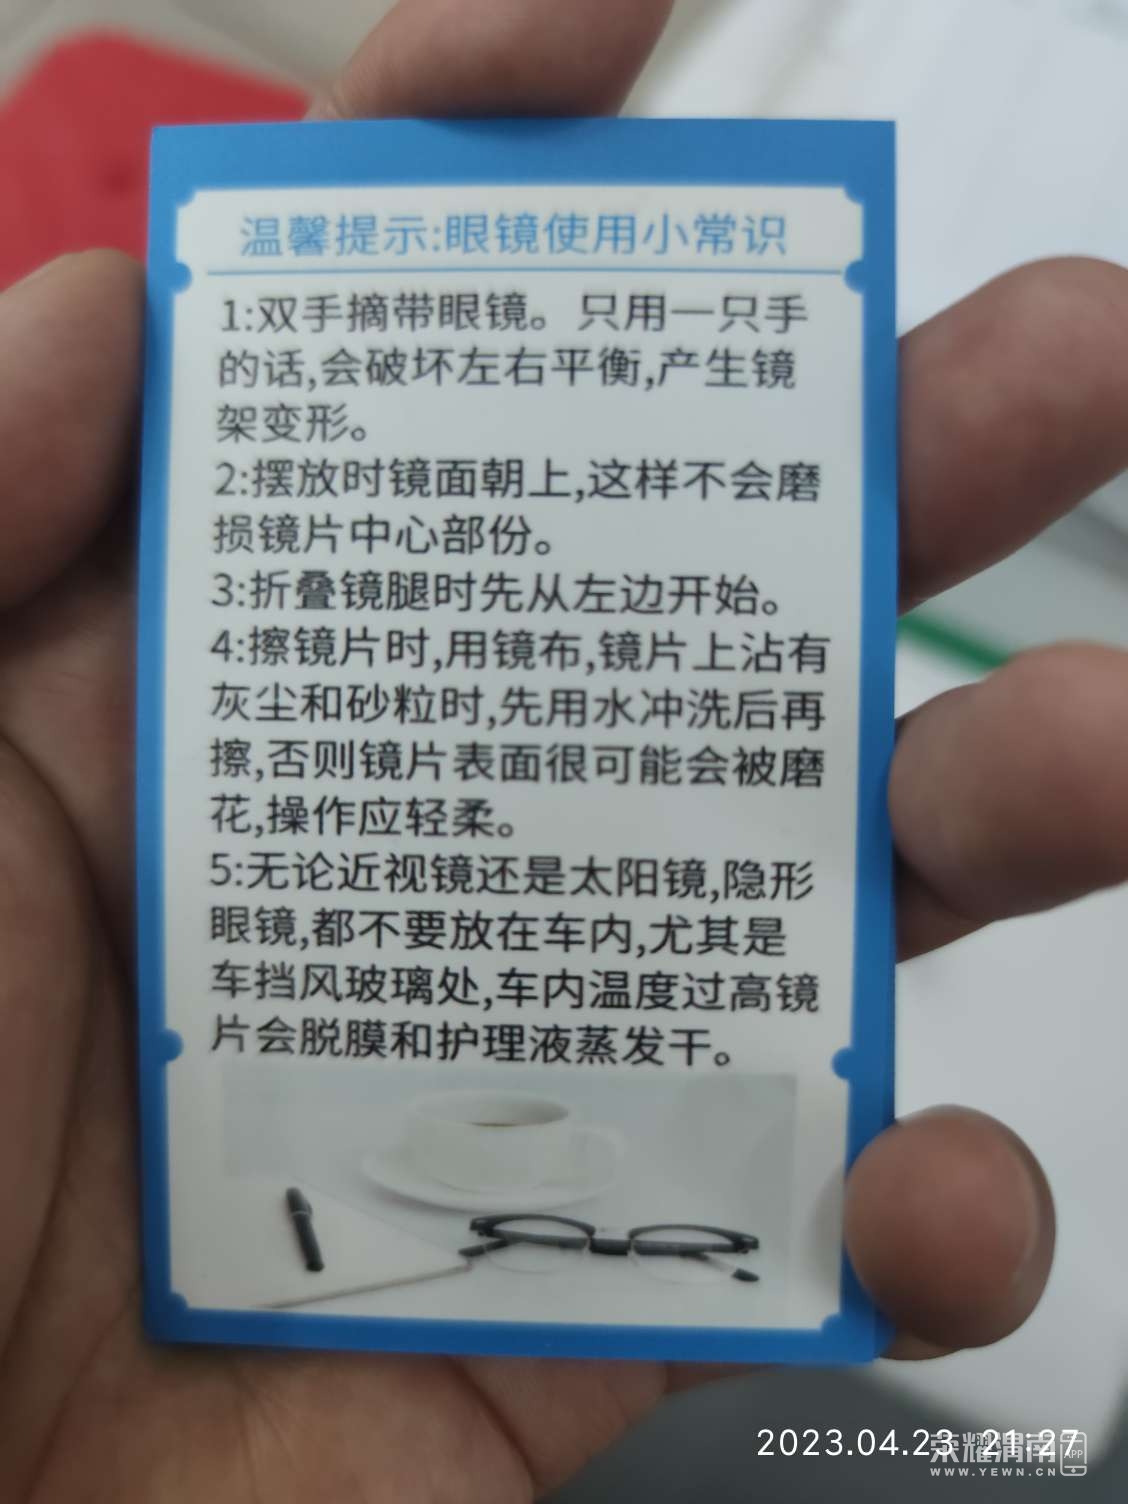 温馨提示:眼镜使用小常识
1:双手摘带眼镜。只用一只手
的话,会破坏左右平衡,产生镜
架变形。
2:摆放时镜面朝上,这样不会磨
损镜片中心部份。
3:折叠镜腿时先从左边开始。
4:擦镜片时,用镜布,镜片上沾有
灰尘和砂粒时,先用水冲洗后再
擦,否则镜片表面很可能会被磨
花,操作应轻柔。
5:无论近视镜还是太阳镜,隐形
眼镜,都不要放在车内,尤其是
车挡风玻璃处,车内温度过高镜
片会脱膜和护理液蒸发干。
2023.04.23 21:27
荣耀渭南 APP
WWW.YEWN.CN